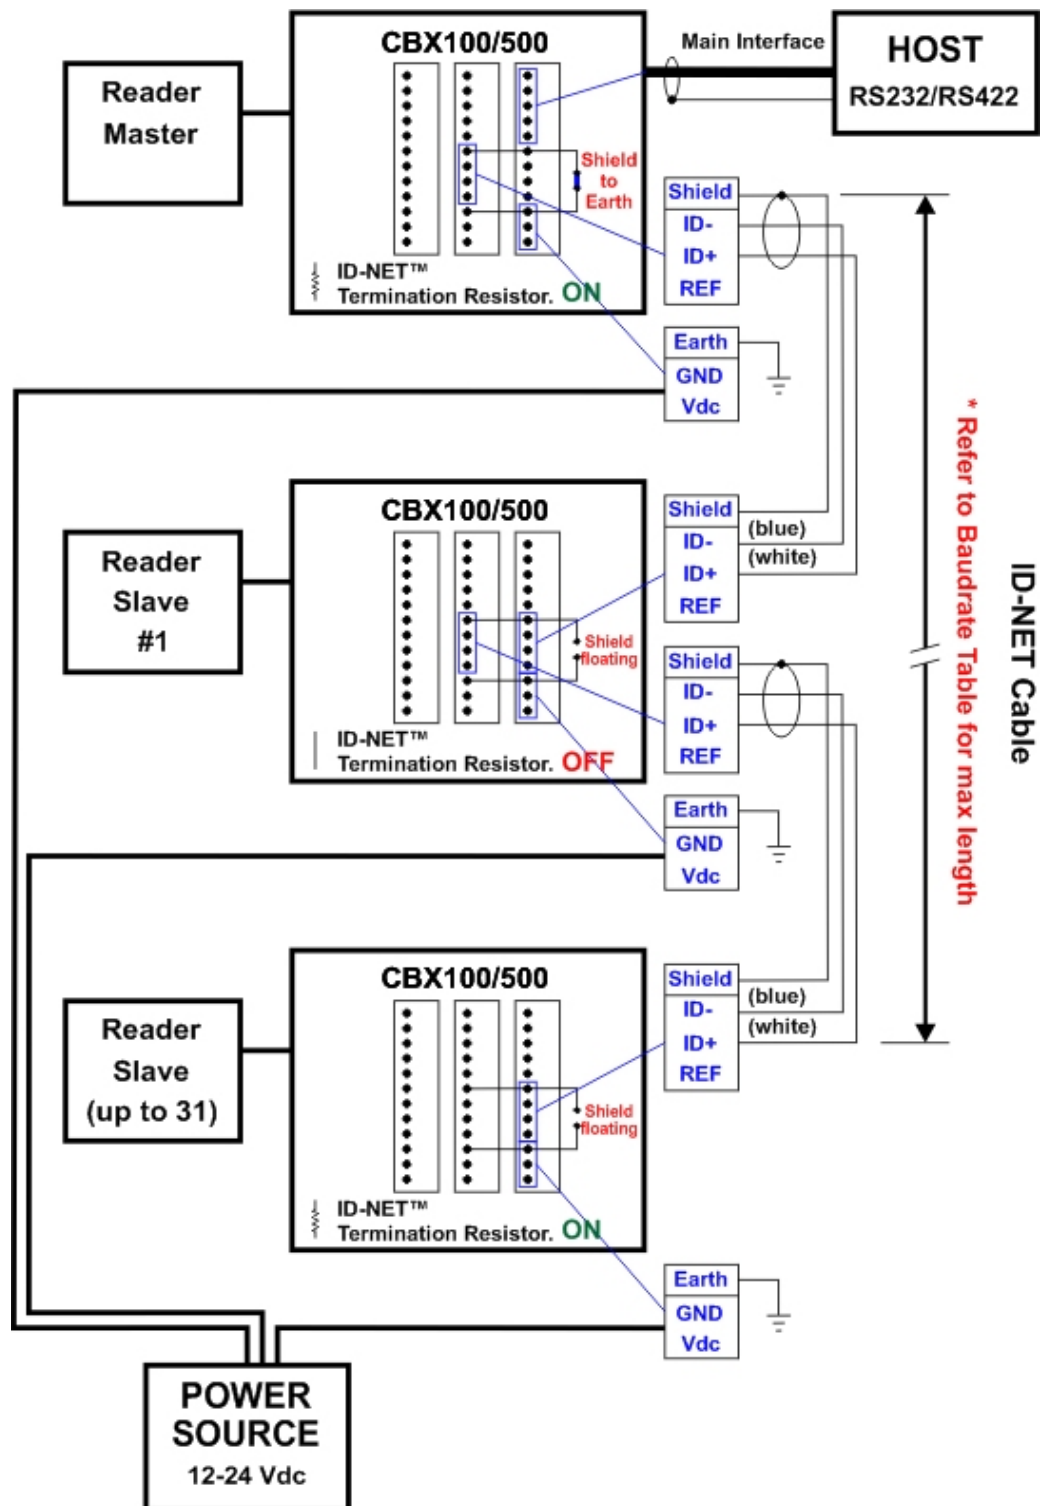 CBX100/500
Main Interface
HOST
RS232/RS422
Reader
Master
Shield
to
Earth
ID-NET™
Termination Resistor. ON
Shield
ID-
ID+
REF
Earth
GND
Vdc
CBX100/500
Reader
Slave
#1
Shield
floating
ID-NET™
Termination Resistor. OFF
Shield
(blue)
ID-
(white)
ID+
REF
Shield
ID-
ID+
REF
Earth
GND
Vdc
* Refer to Baudrate Table for max length
ID-NET Cable
CBX100/500
Reader
Slave
(up to 31)
Shield
floating
ID-NET™
Termination Resistor. ON
Shield
(blue)
ID-
(white)
ID+
REF
Earth
GND
Vdc
POWER
SOURCE
12-24 Vdc